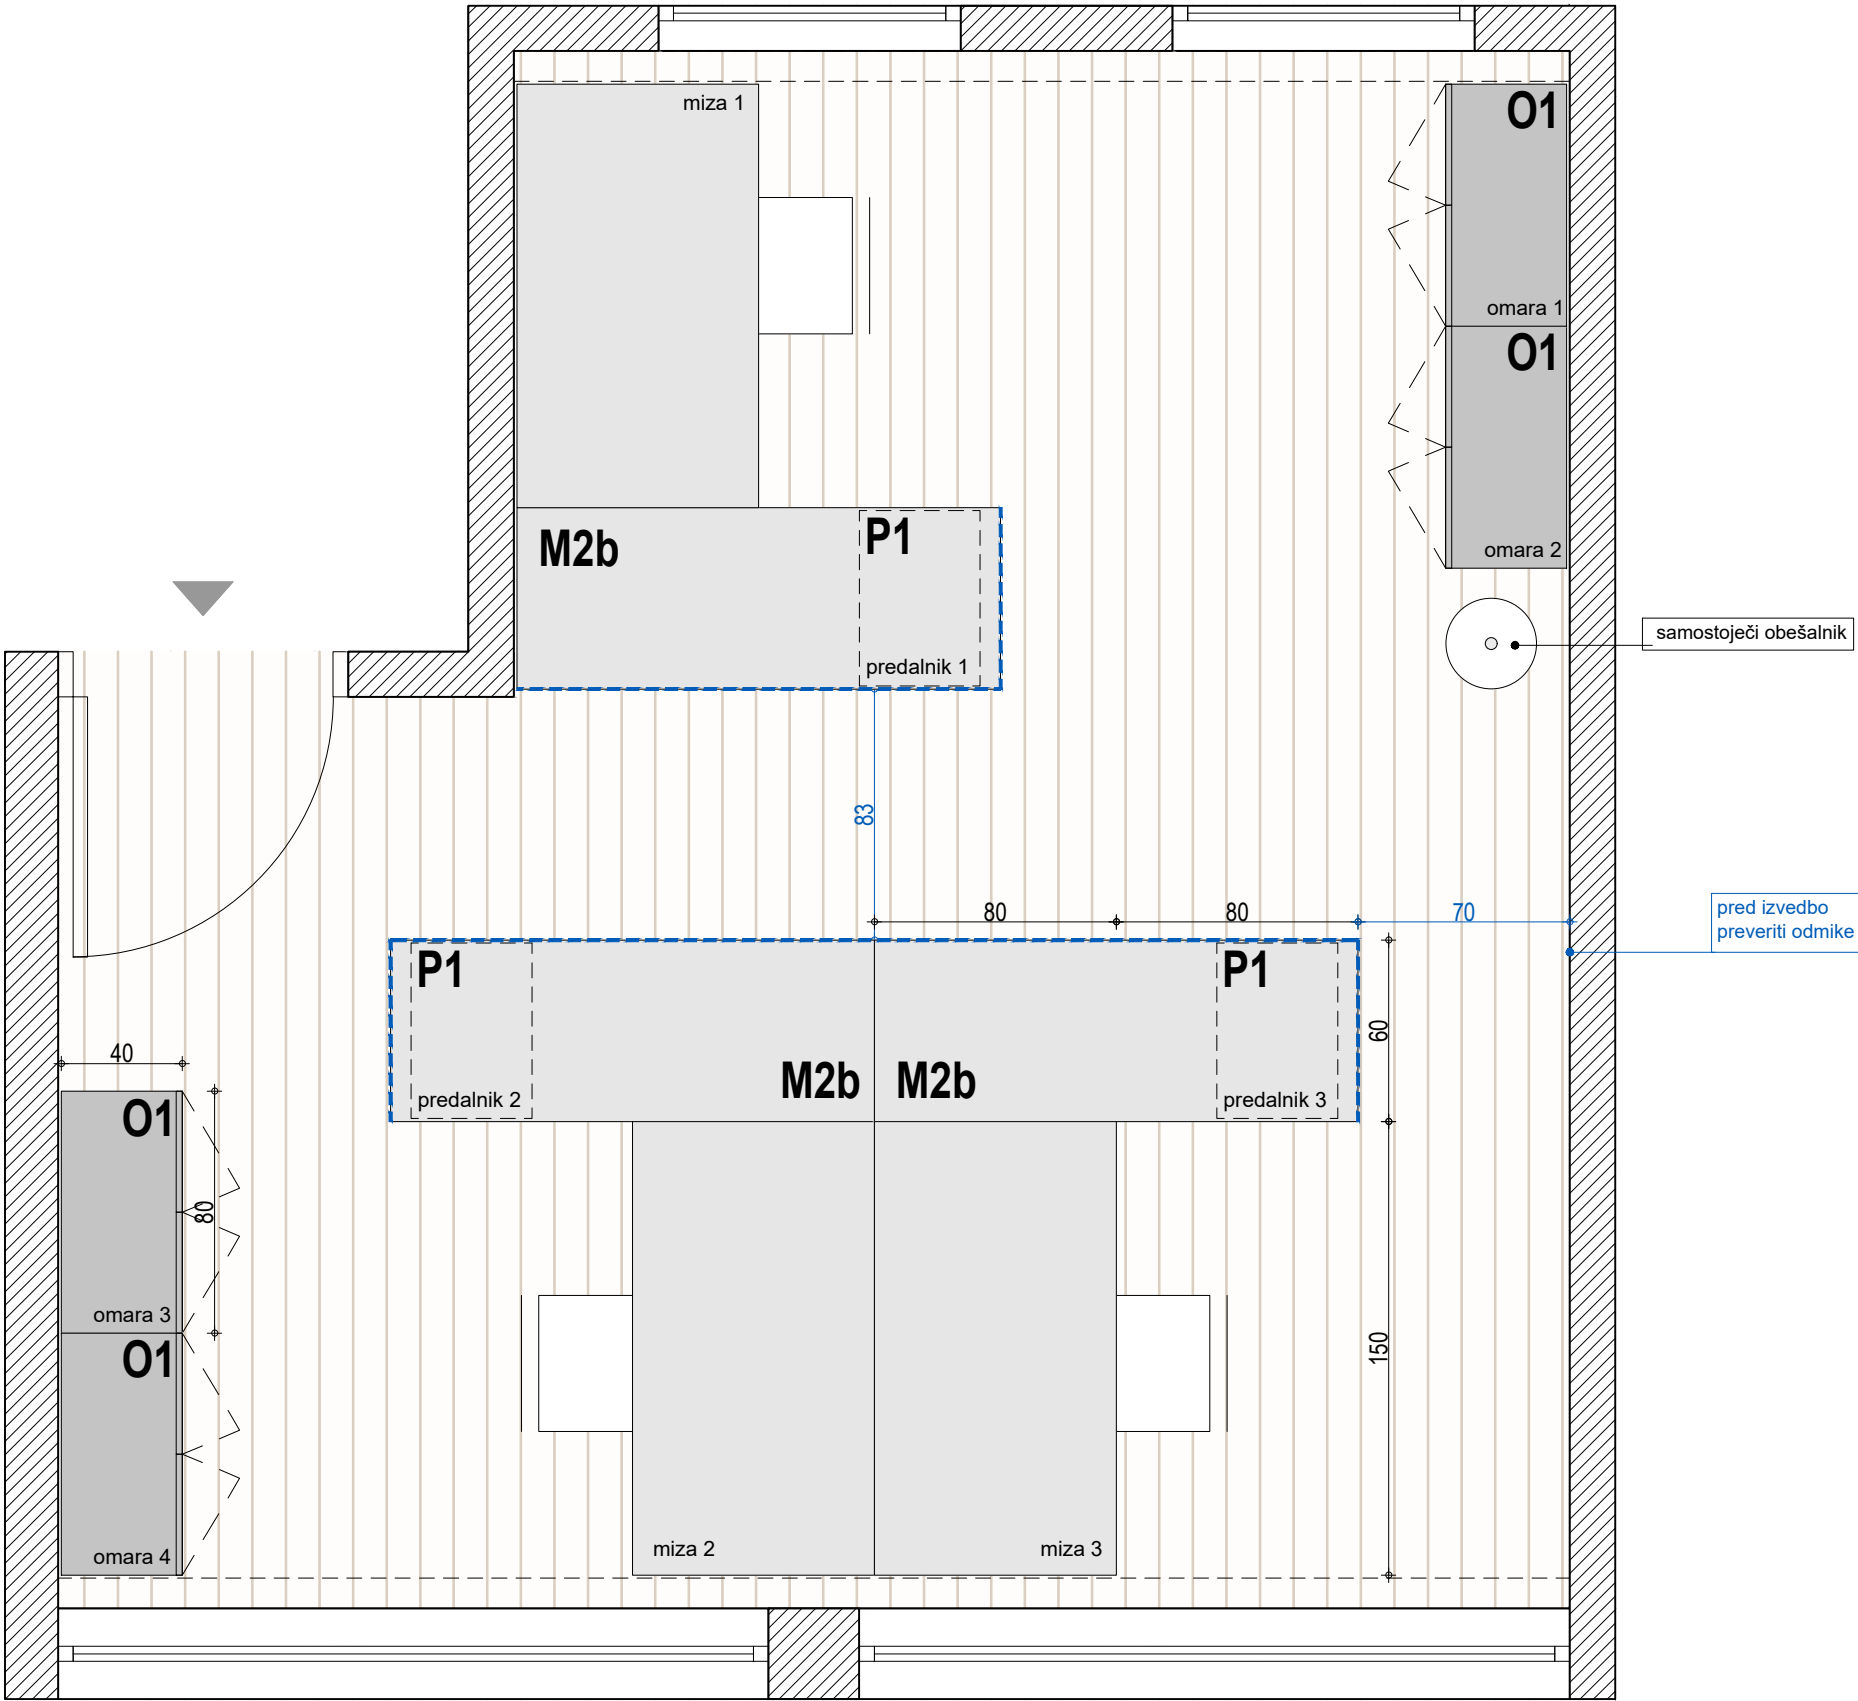 miza 1
O1
omara 1
O1
omara 2
M2b
P1
predalnik 1
samostoječi obešalnik
83
80
80
70
pred izvedbo
preveriti odmike
P1
predalnik 2
M2b
M2b
P1
predalnik 3
60
40
O1
80
omara 3
O1
omara 4
150
miza 2
miza 3